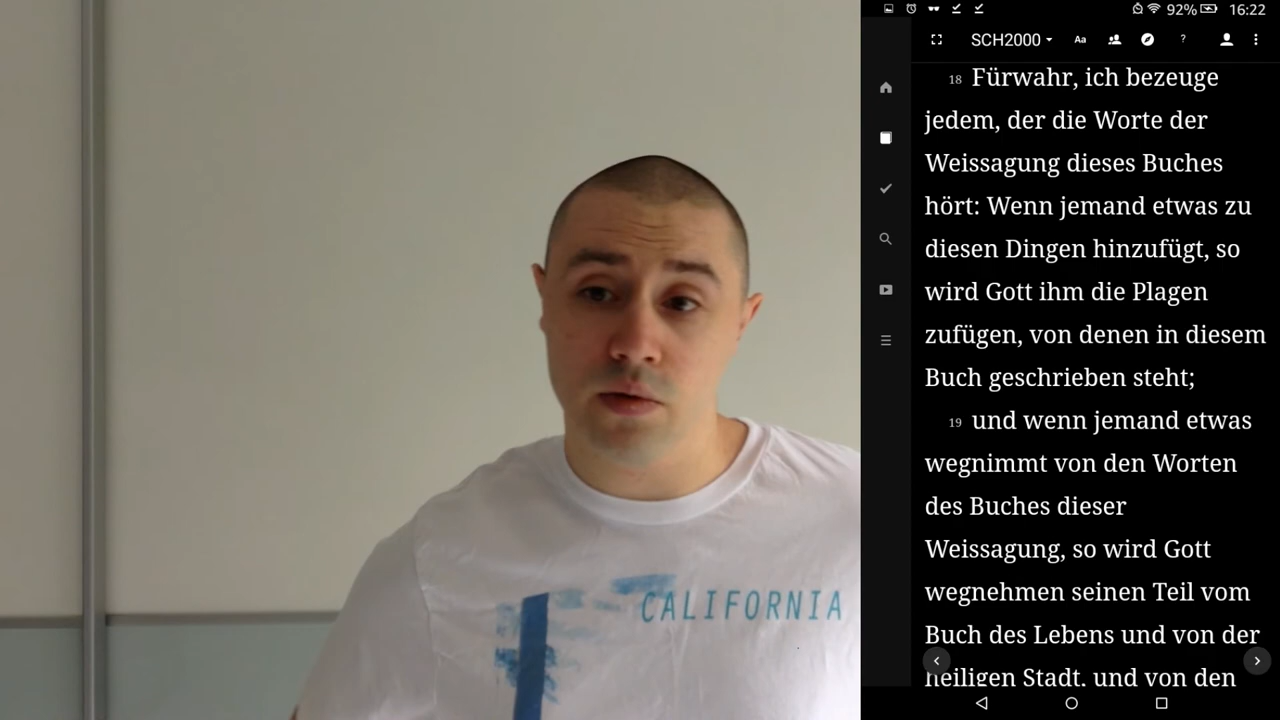 CALIFORNIA
92% 16:22
SCH2000 Aa ?
18 Fürwahr, ich bezeuge
jedem, der die Worte der
Weissagung dieses Buches
hört: Wenn jemand etwas zu
diesen Dingen hinzufügt, so
wird Gott ihm die Plagen
zufügen, von denen in diesem
Buch geschrieben steht;
19 und wenn jemand etwas
wegnimmt von den Worten
des Buches dieser
Weissagung, so wird Gott
wegnehmen seinen Teil vom
Buch des Lebens und von der
heiligen Stadt, und von den